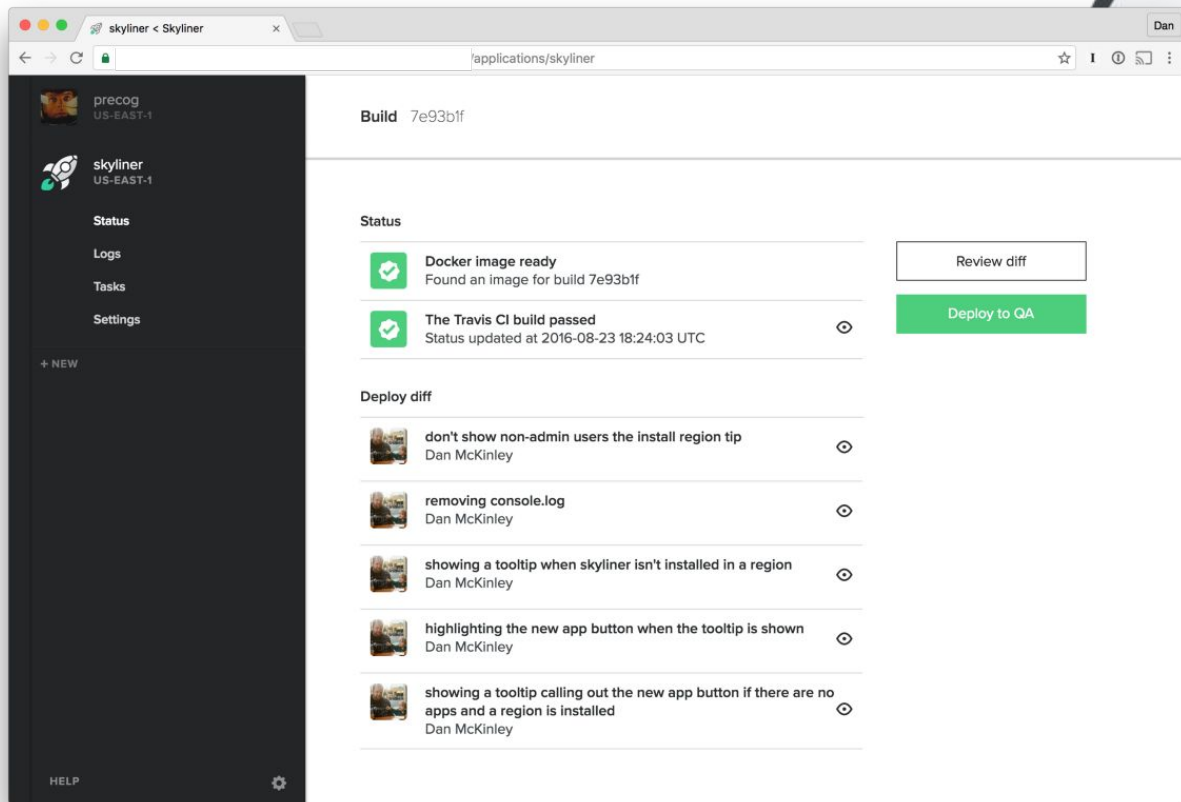 skyliner < Skyliner
Dan
/applications/skyliner
precog
US-EAST-1
skyliner
US-EAST-1
Status
Logs
Tasks
Settings
+ NEW
HELP
Build 7e93b1f
Status
Docker image ready
Found an image for build 7e93b1f
The Travis CI build passed
Status updated at 2016-08-23 18:24:03 UTC
Review diff
Deploy to QA
Deploy diff
don't show non-admin users the install region tip
Dan McKinley
removing console.log
Dan McKinley
showing a tooltip when skyliner isn't installed in a region
Dan McKinley
highlighting the new app button when the tooltip is shown
Dan McKinley
showing a tooltip calling out the new app button if there are no
apps and a region is installed
Dan McKinley